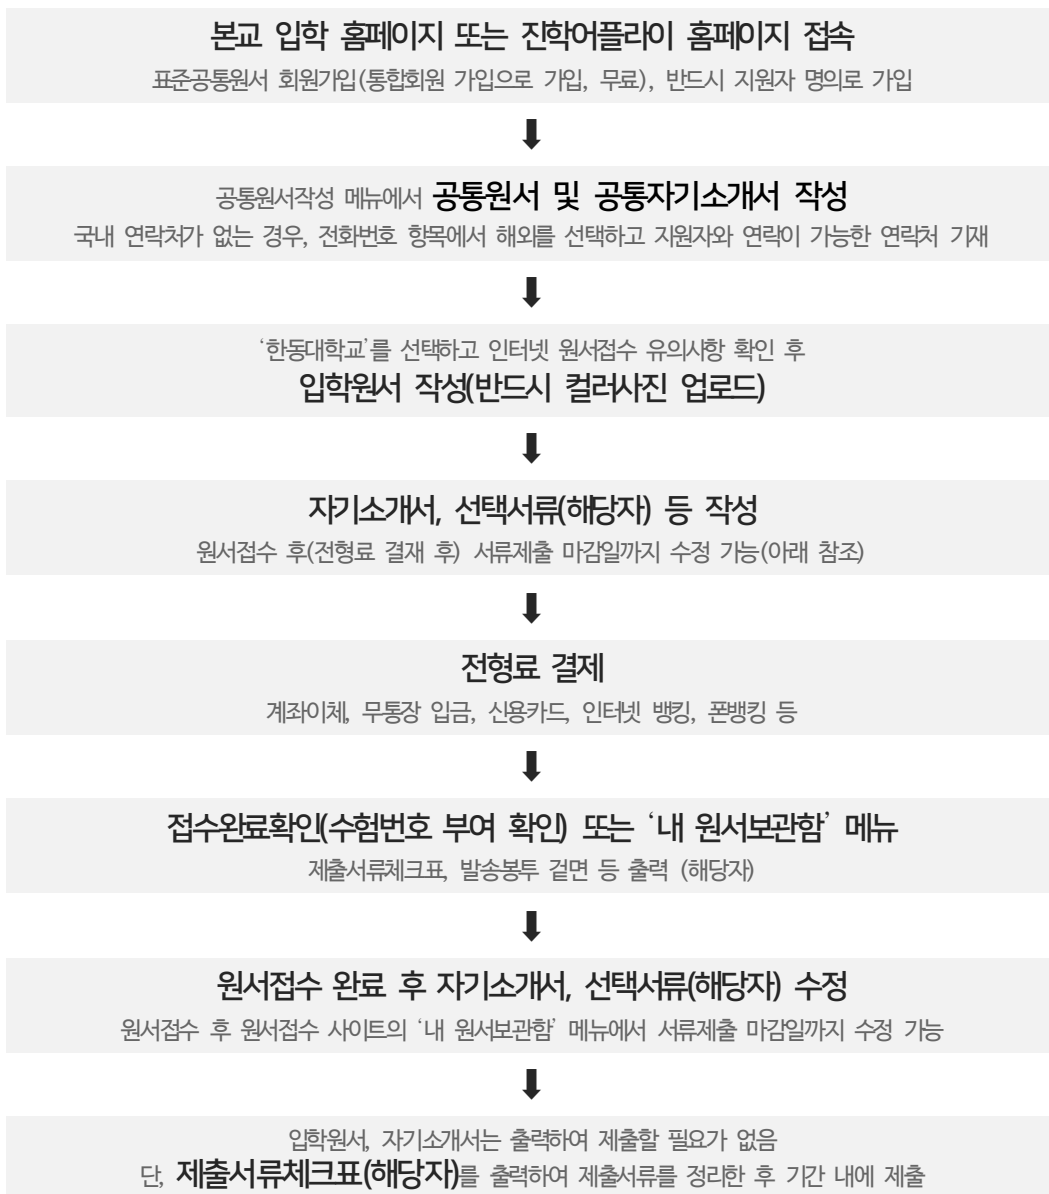 본교 입학 홈페이지 또는 진학어플라이 홈페이지 접속
표준공통원서 회원가입(통합회원 가입으로 가입, 무료), 반드시 지원자 명의로 가입
공통원서작성 메뉴에서 공통원서 및 공통자기소개서 작성
국내 연락처가 없는 경우, 전화번호 항목에서 해외를 선택하고 지원자와 연락이 가능한 연락처 기재
‘한동대학교’를 선택하고 인터넷 원서접수 유의사항 확인 후
입학원서 작성(반드시 컬러사진 업로드)
자기소개서, 선택서류(해당자) 등 작성
원서접수 후(전형료 결재 후) 서류제출 마감일까지 수정 가능(아래 참조)
전형료 결제
계좌이체, 무통장 입금, 신용카드, 인터넷 뱅킹, 폰뱅킹 등
접수완료확인(수험번호 부여 확인) 또는 ‘내 원서보관함’ 메뉴
제출서류체크표, 발송봉투 겉면 등 출력 (해당자)
원서접수 완료 후 자기소개서, 선택서류(해당자) 수정
원서접수 후 원서접수 사이트의 ‘내 원서보관함’ 메뉴에서 서류제출 마감일까지 수정 가능
입학원서, 자기소개서는 출력하여 제출할 필요가 없음
단, 제출서류체크표(해당자)를 출력하여 제출서류를 정리한 후 기간 내에 제출